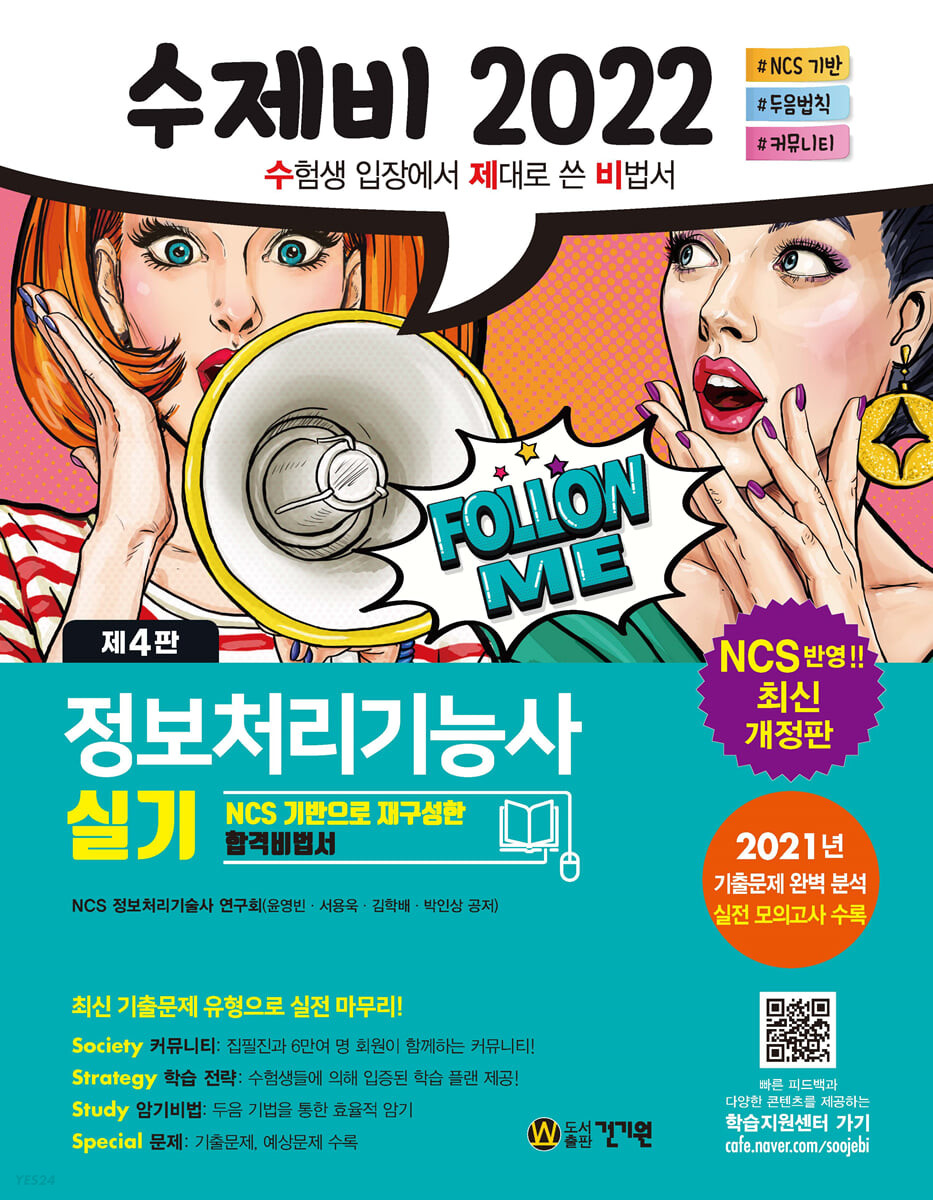 수제비 2022
#NCS 기반
#두음법칙
#커뮤니티
수험생 입장에서 제대로 쓴 비법서
FOLLOW
ME
제4판
NCS 반영!!
최신
개정판
정보처리기능사
실기
NCS 기반으로 재구성한
합격비법서
2021년
기출문제 완벽 분석
실전 모의고사 수록
NCS 정보처리기술사 연구회(윤영빈 · 서용욱 · 김학배 · 박인상 공저)
최신 기출문제 유형으로 실전 마무리!
Society 커뮤니티: 집필진과 6만여 명 회원이 함께하는 커뮤니티!
Strategy 학습 전략: 수험생들에 의해 입증된 학습 플랜 제공!
Study 암기비법: 두음 기법을 통한 효율적 암기
Special 문제: 기출문제, 예상문제 수록
W 도서출판 건기원
빠른 피드백과
다양한 콘텐츠를 제공하는
학습지원센터 가기
cafe.naver.com/soojebi
YES24